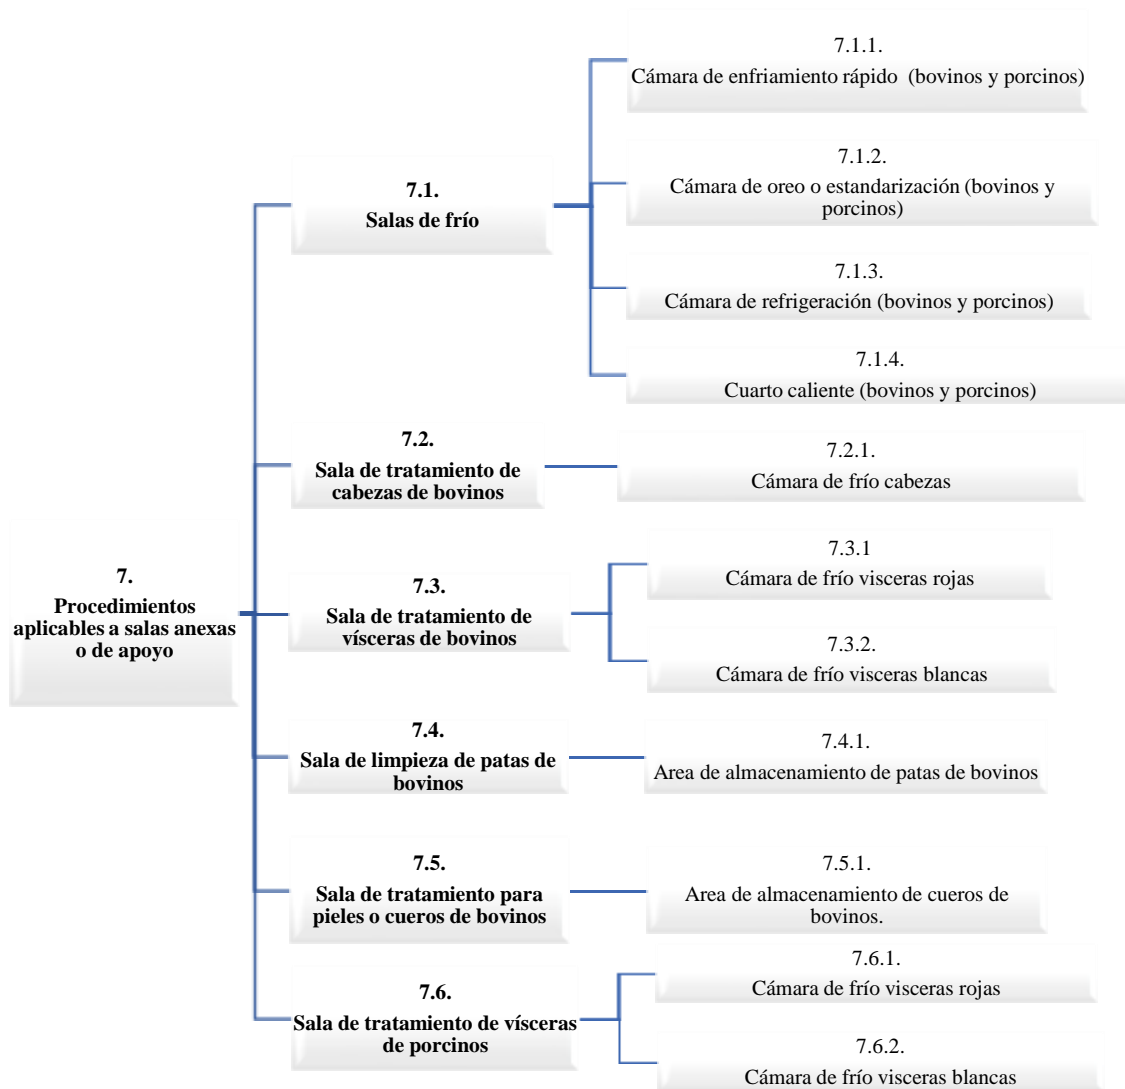 7.
Procedimientos
aplicables a salas anexas
o de apoyo
7.1.
Salas de frío
7.1.1.
Cámara de enfriamiento rápido (bovinos y porcinos)
7.1.2.
Cámara de oreo o estandarización (bovinos y
porcinos)
7.1.3.
Cámara de refrigeración (bovinos y porcinos)
7.1.4.
Cuarto caliente (bovinos y porcinos)
7.2.
Sala de tratamiento de
cabezas de bovinos
7.2.1.
Cámara de frío cabezas
7.3.
Sala de tratamiento de
vísceras de bovinos
7.3.1
Cámara de frío visceras rojas
7.3.2.
Cámara de frío visceras blancas
7.4.
Sala de limpieza de patas de
bovinos
7.4.1.
Area de almacenamiento de patas de bovinos
7.5.
Sala de tratamiento para
pieles o cueros de bovinos
7.5.1.
Area de almacenamiento de cueros de
bovinos.
7.6.
Sala de tratamiento de vísceras
de porcinos
7.6.1.
Cámara de frío visceras rojas
7.6.2.
Cámara de frío visceras blancas